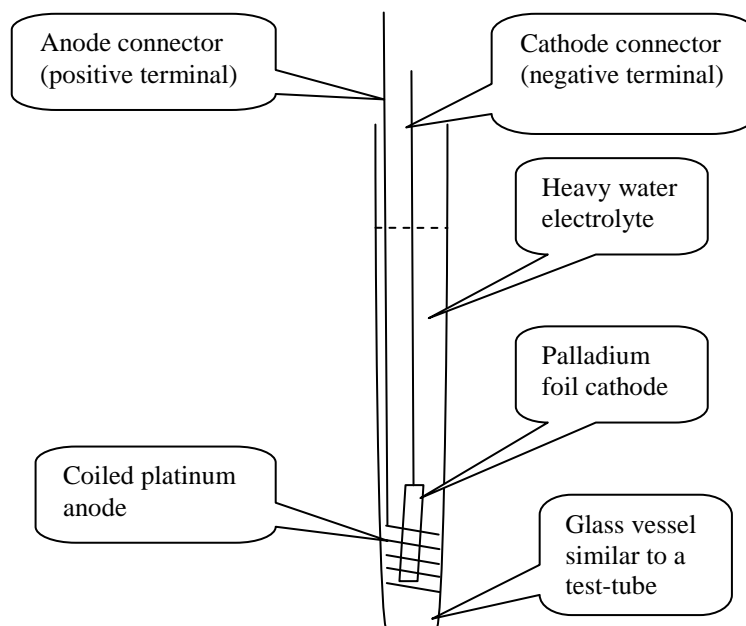 Anode connector
(positive terminal)
Cathode connector
(negative terminal)
Heavy water
electrolyte
Palladium
foil cathode
Coiled platinum
anode
Glass vessel
similar to a
test-tube